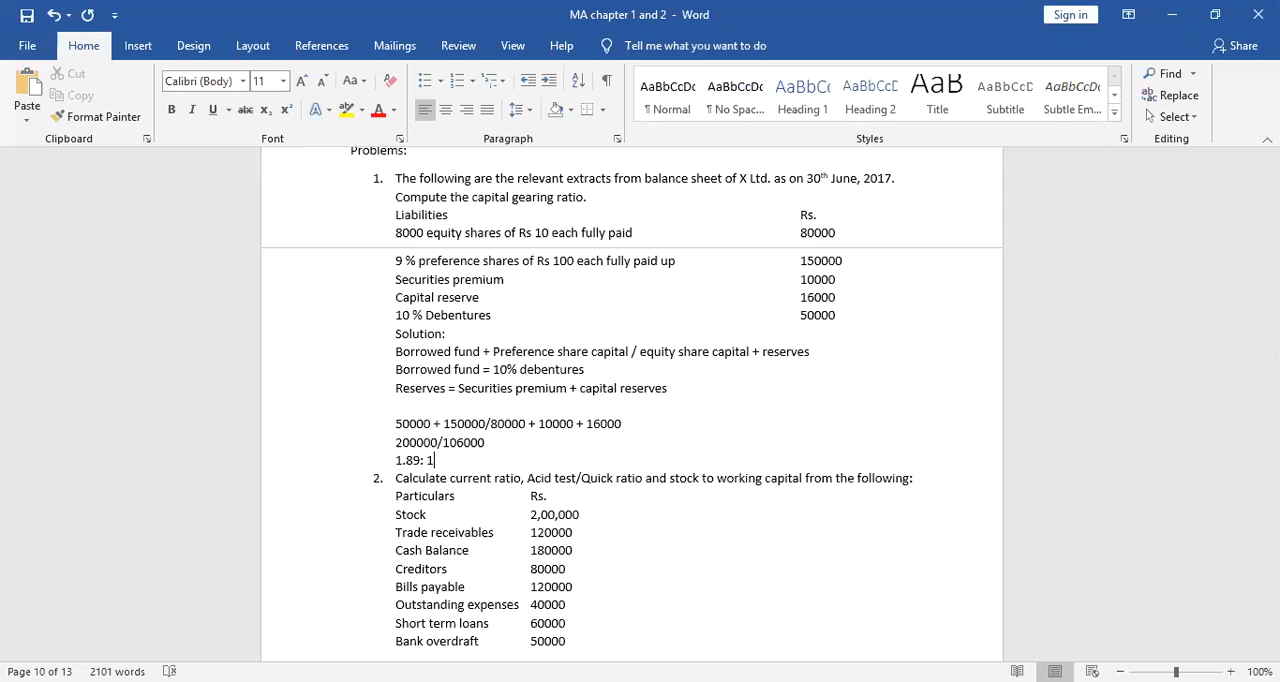 MA chapter 1 and 2 - Word
Sign in
File Home Insert Design Layout References Mailings Review View Help Tell me what you want to do Share
Paste
Cut
Copy
Format Painter
Clipboard
Calibri (Body) 11
Font
Paragraph
AaBbCcDc AaBbCcDc AaBbCc AaBbCcC AaB AaBbCcD AaBbCcDc
¶ Normal ¶ No Spac... Heading 1 Heading 2 Title Subtitle Subtle Em...
Styles
Find
Replace
Select
Editing
Problems:
1. The following are the relevant extracts from balance sheet of X Ltd. as on 30th June, 2017.
Compute the capital gearing ratio.
Liabilities Rs.
8000 equity shares of Rs 10 each fully paid 80000
9 % preference shares of Rs 100 each fully paid up 150000
Securities premium 10000
Capital reserve 16000
10 % Debentures 50000
Solution:
Borrowed fund + Preference share capital / equity share capital + reserves
Borrowed fund = 10% debentures
Reserves = Securities premium + capital reserves
50000 + 150000/80000 + 10000 + 16000
200000/106000
1.89: 1
2. Calculate current ratio, Acid test/Quick ratio and stock to working capital from the following:
Particulars Rs.
Stock 2,00,000
Trade receivables 120000
Cash Balance 180000
Creditors 80000
Bills payable 120000
Outstanding expenses 40000
Short term loans 60000
Bank overdraft 50000
Page 10 of 13 2101 words 100%